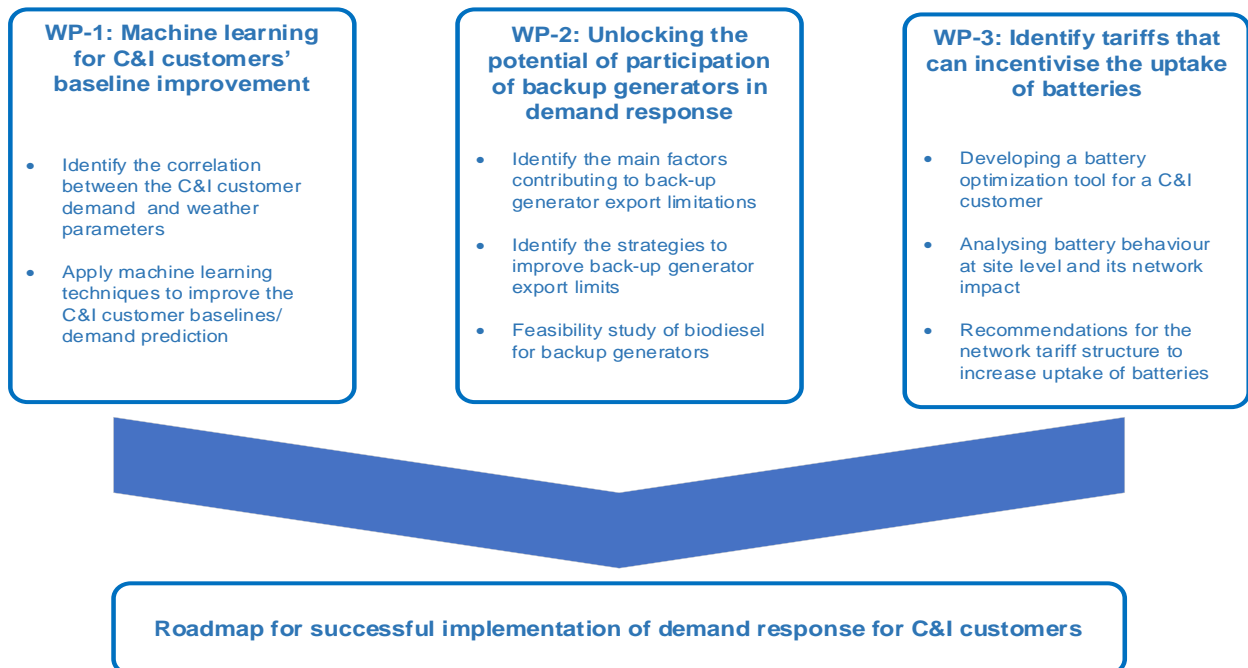 WP-1: Machine learning
for C&I customers’
baseline improvement
• Identify the correlation
between the C&I customer
demand and weather
parameters
• Apply machine learning
techniques to improve the
C&I customer baselines/
demand prediction
WP-2: Unlocking the
potential of participation
of backup generators in
demand response
• Identify the main factors
contributing to back-up
generator export limitations
• Identify the strategies to
improve back-up generator
export limits
• Feasibility study of biodiesel
for backup generators
WP-3: Identify tariffs that
can incentivise the uptake
of batteries
• Developing a battery
optimization tool for a C&I
customer
• Analysing battery behaviour
at site level and its network
impact
• Recommendations for the
network tariff structure to
increase uptake of batteries
Roadmap for successful implementation of demand response for C&I customers